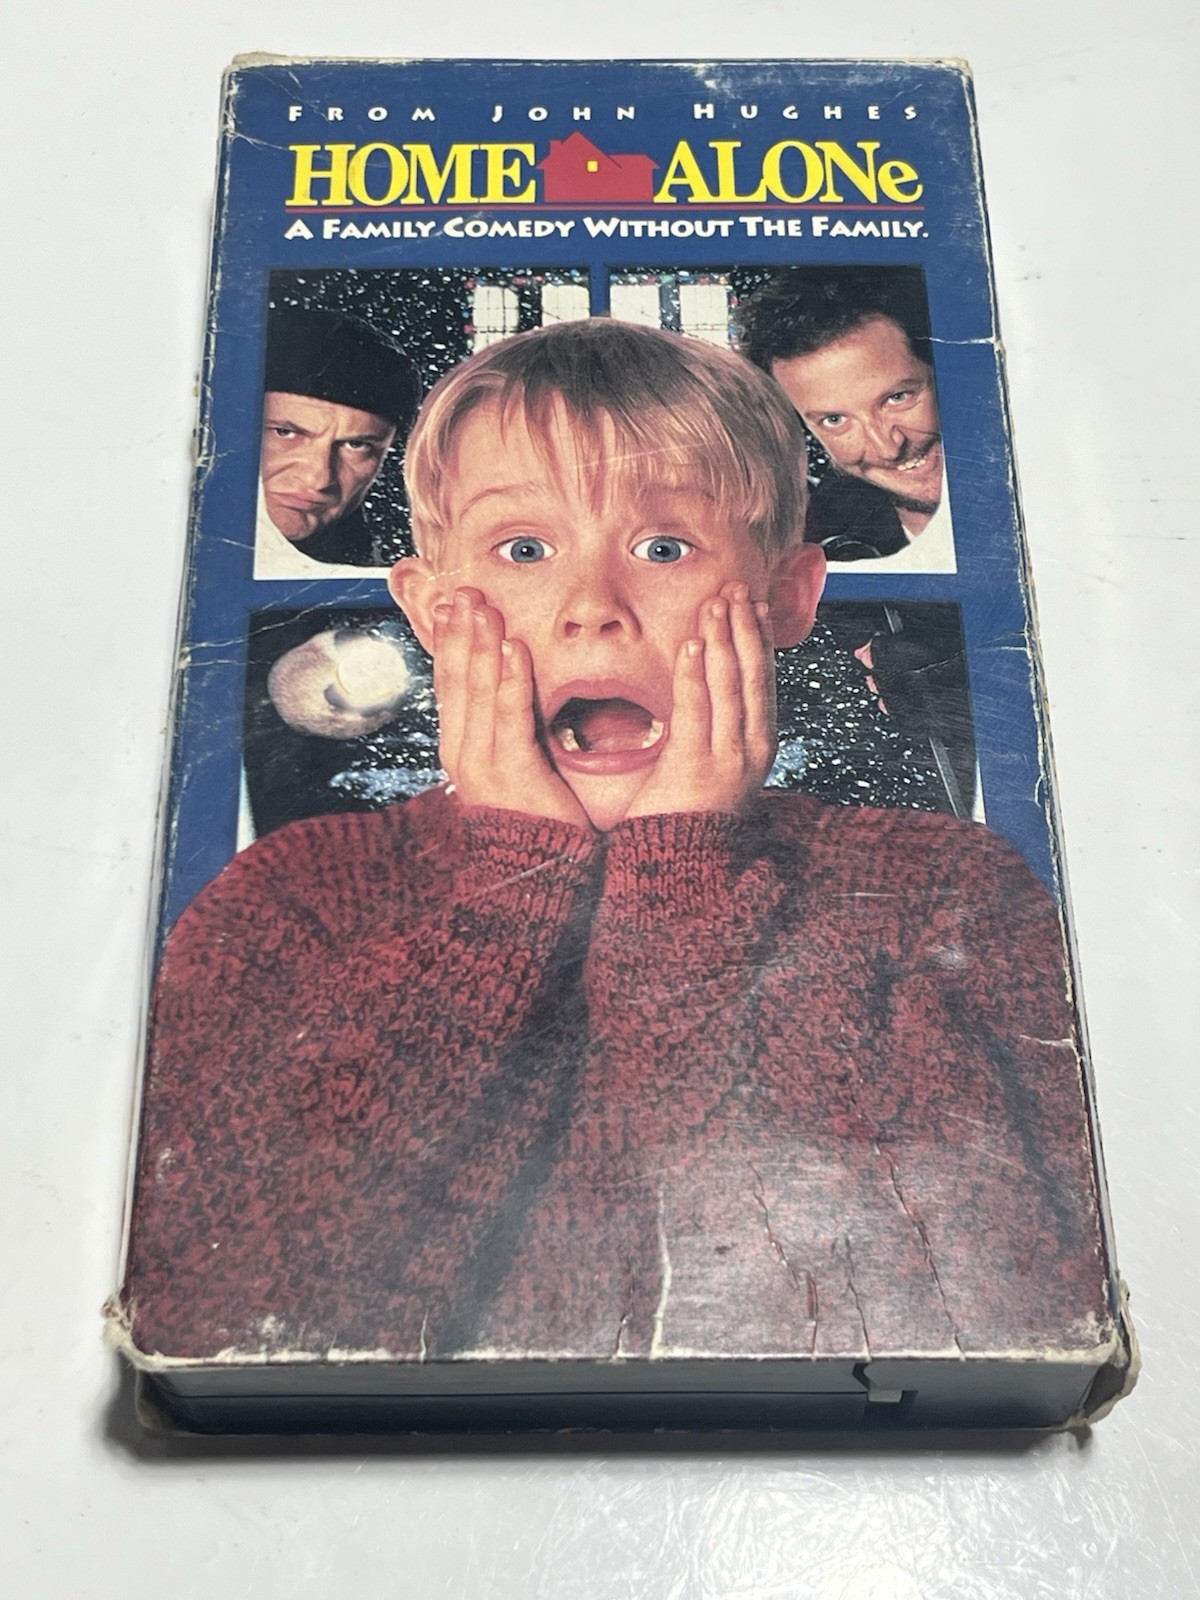 FROM JOHN HUGHES
HOME ALONe
A FAMILY COMEDY WITHOUT THE FAMILY.